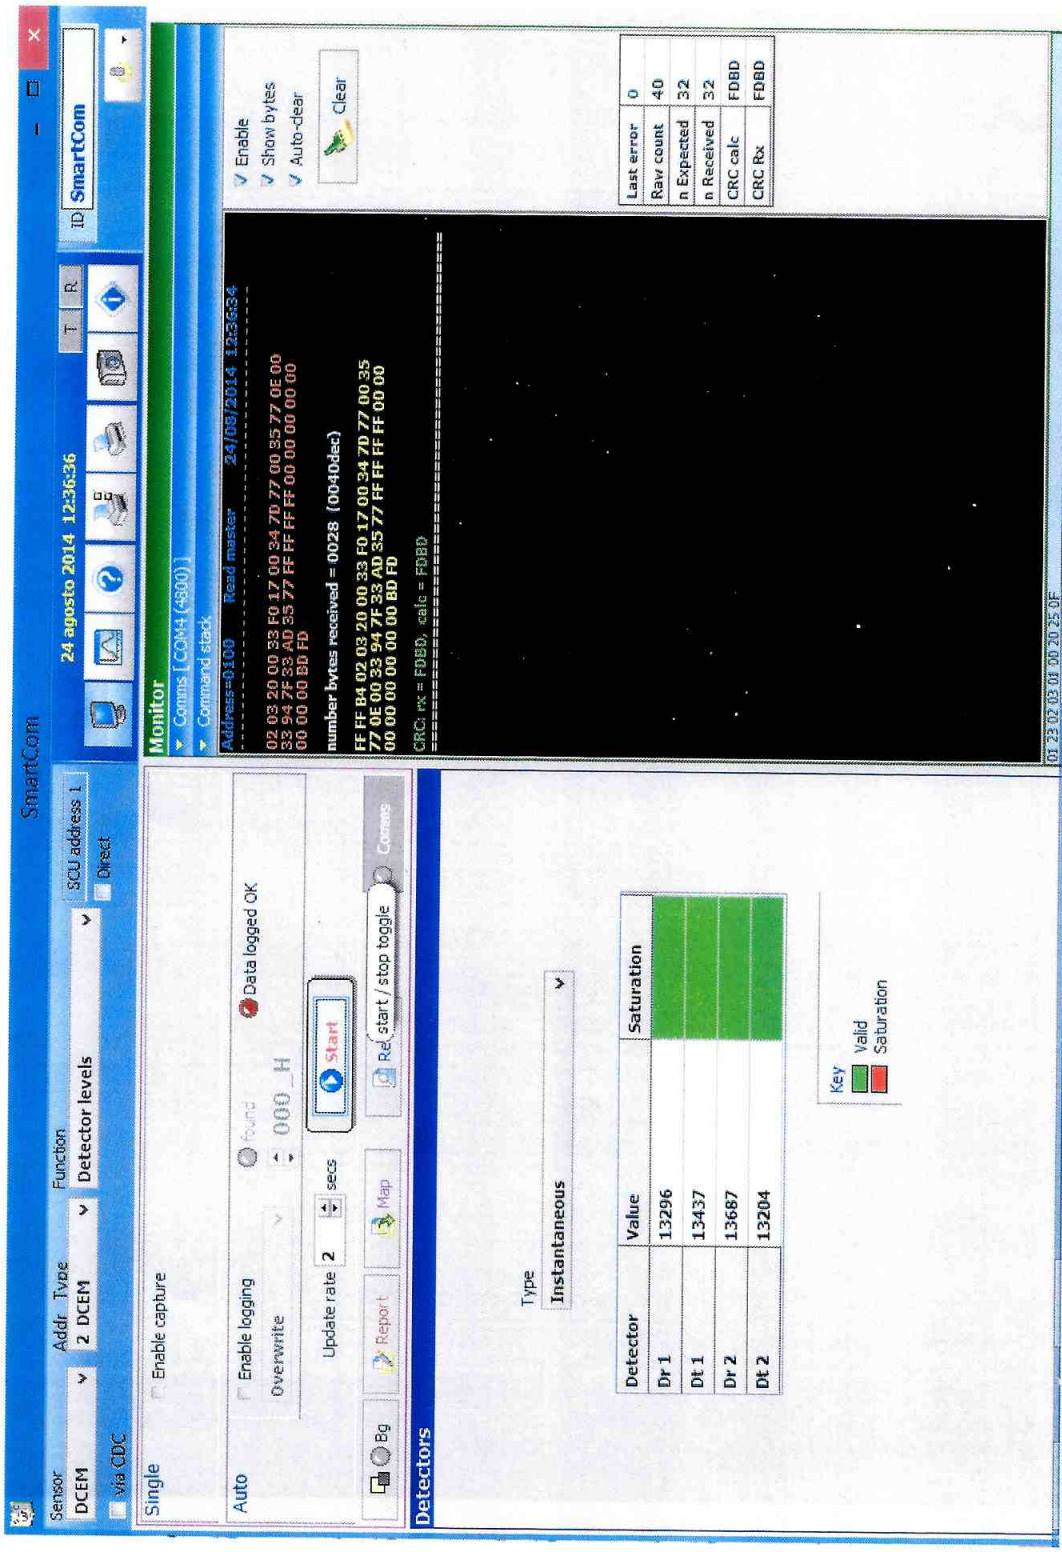 SmartCom
24 agosto 2014 12:36:36
T R
ID SmartCom
Sensor
DCEM
Addr Type
2 DCEM
Function
Detector levels
SCU address 1
via CDC
Direct
Single
Enable capture
Auto
Enable logging
found
Data logged OK
Overwrite
000_H
Update rate 2 secs
Start
start / stop toggle
Bg
Report
Map
Re
Comms
Detectors
Type
Instantaneous
Detector Value Saturation
Dr 1 13296
Dt 1 13437
Dr 2 13687
Dt 2 13204
Key
Valid
Saturation
Monitor
Comms [ COM4 (4800) ]
Command stack
Address=0100 Read master 24/08/2014 12:36:34
02 03 20 00 33 F0 17 00 34 7D 77 00 35 77 0E 00
33 94 7F 33 AD 35 77 FF FF FF FF 00 00 00 00 00
00 00 00 BD FD
number bytes received = 0028 (0040dec)
FF FF B4 02 03 20 00 33 F0 17 00 34 7D 77 00 35
77 0E 00 33 94 7F 33 AD 35 77 FF FF FF FF 00 00
00 00 00 00 00 00 BD FD
CRC: rx = FDBD, calc = FDBD
Enable
Show bytes
Auto-clear
Clear
Last error 0
Raw count 40
n Expected 32
n Received 32
CRC calc FDBD
CRC Rx FDBD
01 23 02 03 01 00 20 25 0F